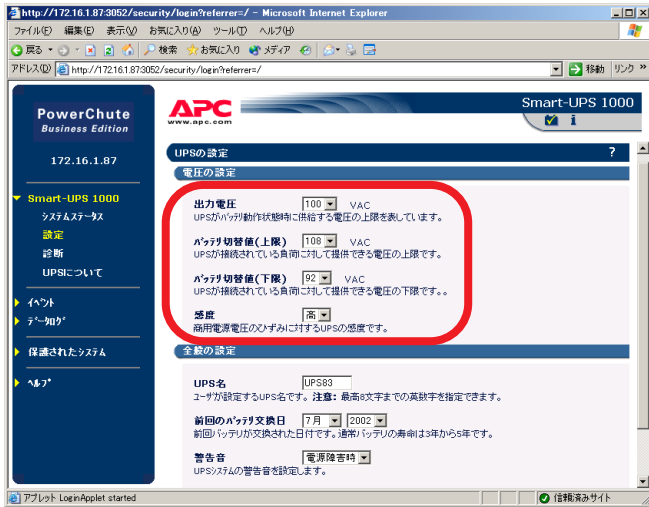 http://172.16.1.87:3052/security/login?referrer=/ - Microsoft Internet Explorer
ファイル(F) 編集(E) 表示(V) お気に入り(A) ツール(T) ヘルプ(H)
戻る 検索 お気に入り メディア
アドレス(D) http://172.16.1.87:3052/security/login?referrer=/ 移動 リンク »
PowerChute
Business Edition
172.16.1.87
Smart-UPS 1000
システムステータス
設定
診断
UPSについて
イベント
データログ
保護されたシステム
ヘルプ
APC
www.apc.com
Smart-UPS 1000
i
UPSの設定 ?
電圧の設定
出力電圧 100 VAC
UPSがバッテリ動作状態時に供給する電圧の上限を表しています。
バッテリ切替値(上限) 108 VAC
UPSが接続されている負荷に対して提供できる電圧の上限です。
バッテリ切替値(下限) 92 VAC
UPSが接続されている負荷に対して提供できる電圧の下限です。。
感度 高
商用電源電圧のひずみに対するUPSの感度です。
全般の設定
UPS名 UPS83
ユーザが設定するUPS名です。注意: 最高8文字までの英数字を指定できます。
前回のバッテリ交換日 7月 2002
前回バッテリが交換された日付です。通常バッテリの寿命は3年から5年です。
警告音 電源障害時
UPSシステムの警告音を設定します。
アプレット LoginApplet started 信頼済みサイト